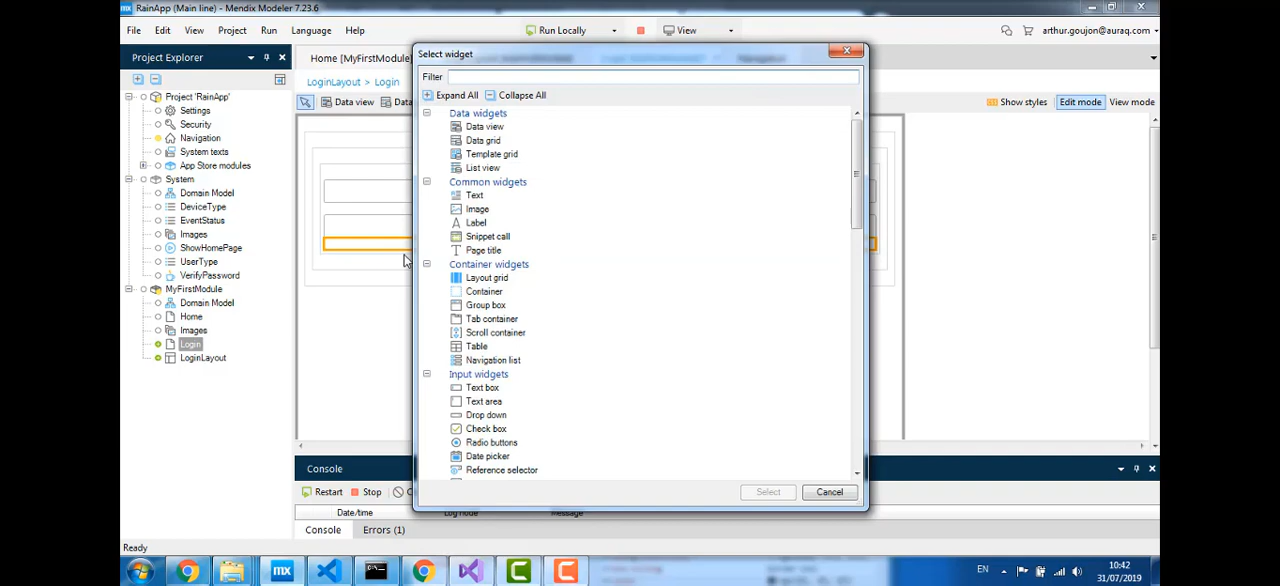 RainApp (Main line) - Mendix Modeler 7.23.6
File Edit View Project Run Language Help
Run Locally
View
arthur.goujon@auraq.com
Project Explorer
Home [MyFirstModule]
LoginLayout > Login
Data view
Data
Show styles
Edit mode
View mode
Project 'RainApp'
Settings
Security
Navigation
System texts
App Store modules
System
Domain Model
DeviceType
EventStatus
Images
ShowHomePage
UserType
VerifyPassword
MyFirstModule
Domain Model
Home
Images
Login
LoginLayout
Select widget
Filter
Expand All Collapse All
Data widgets
Data view
Data grid
Template grid
List view
Common widgets
Text
Image
Label
Snippet call
Page title
Container widgets
Layout grid
Container
Group box
Tab container
Scroll container
Table
Navigation list
Input widgets
Text box
Text area
Drop down
Check box
Radio buttons
Date picker
Reference selector
Select Cancel
Console
Restart Stop
Date/time Log node Message
Console Errors (1)
Ready
EN
10:42
31/07/2019